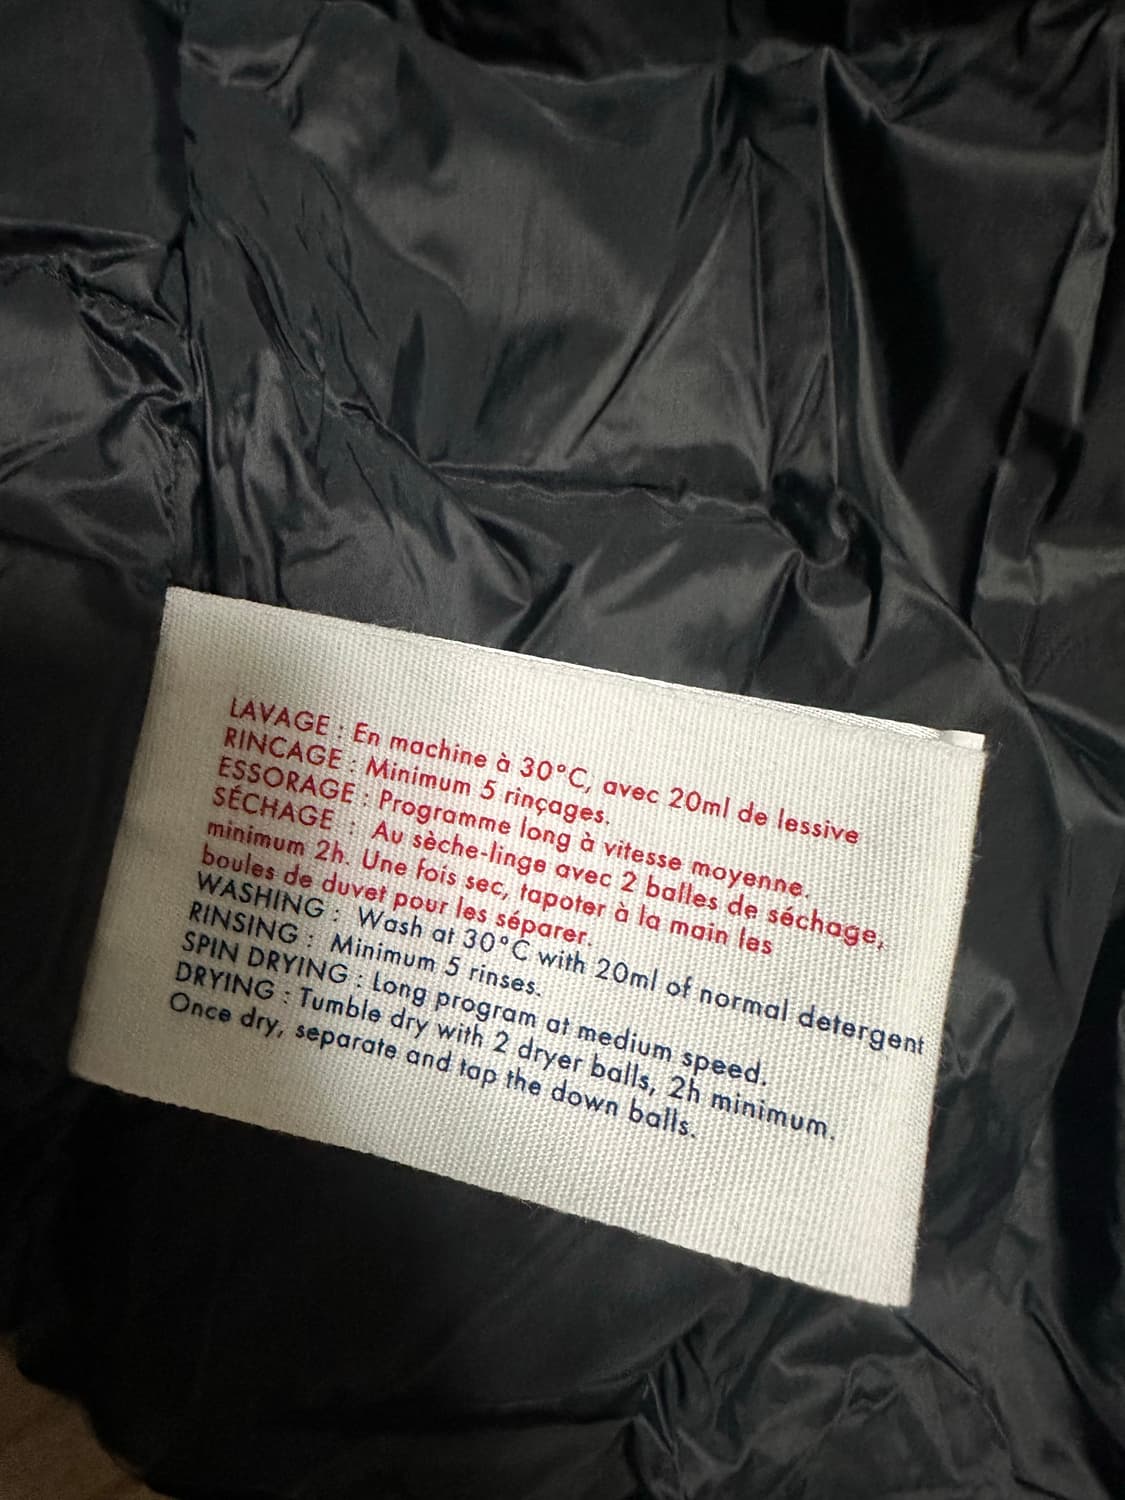 LAVAGE : En machine à 30°C, avec 20ml de lessive
RINCAGE : Minimum 5 rinçages.
ESSORAGE : Programme long à vitesse moyenne.
SÉCHAGE : Au sèche-linge avec 2 balles de séchage,
minimum 2h. Une fois sec, tapoter à la main les
boules de duvet pour les séparer.
WASHING : Wash at 30°C with 20ml of normal detergent
RINSING : Minimum 5 rinses.
SPIN DRYING : Long program at medium speed.
DRYING : Tumble dry with 2 dryer balls, 2h minimum.
Once dry, separate and tap the down balls.